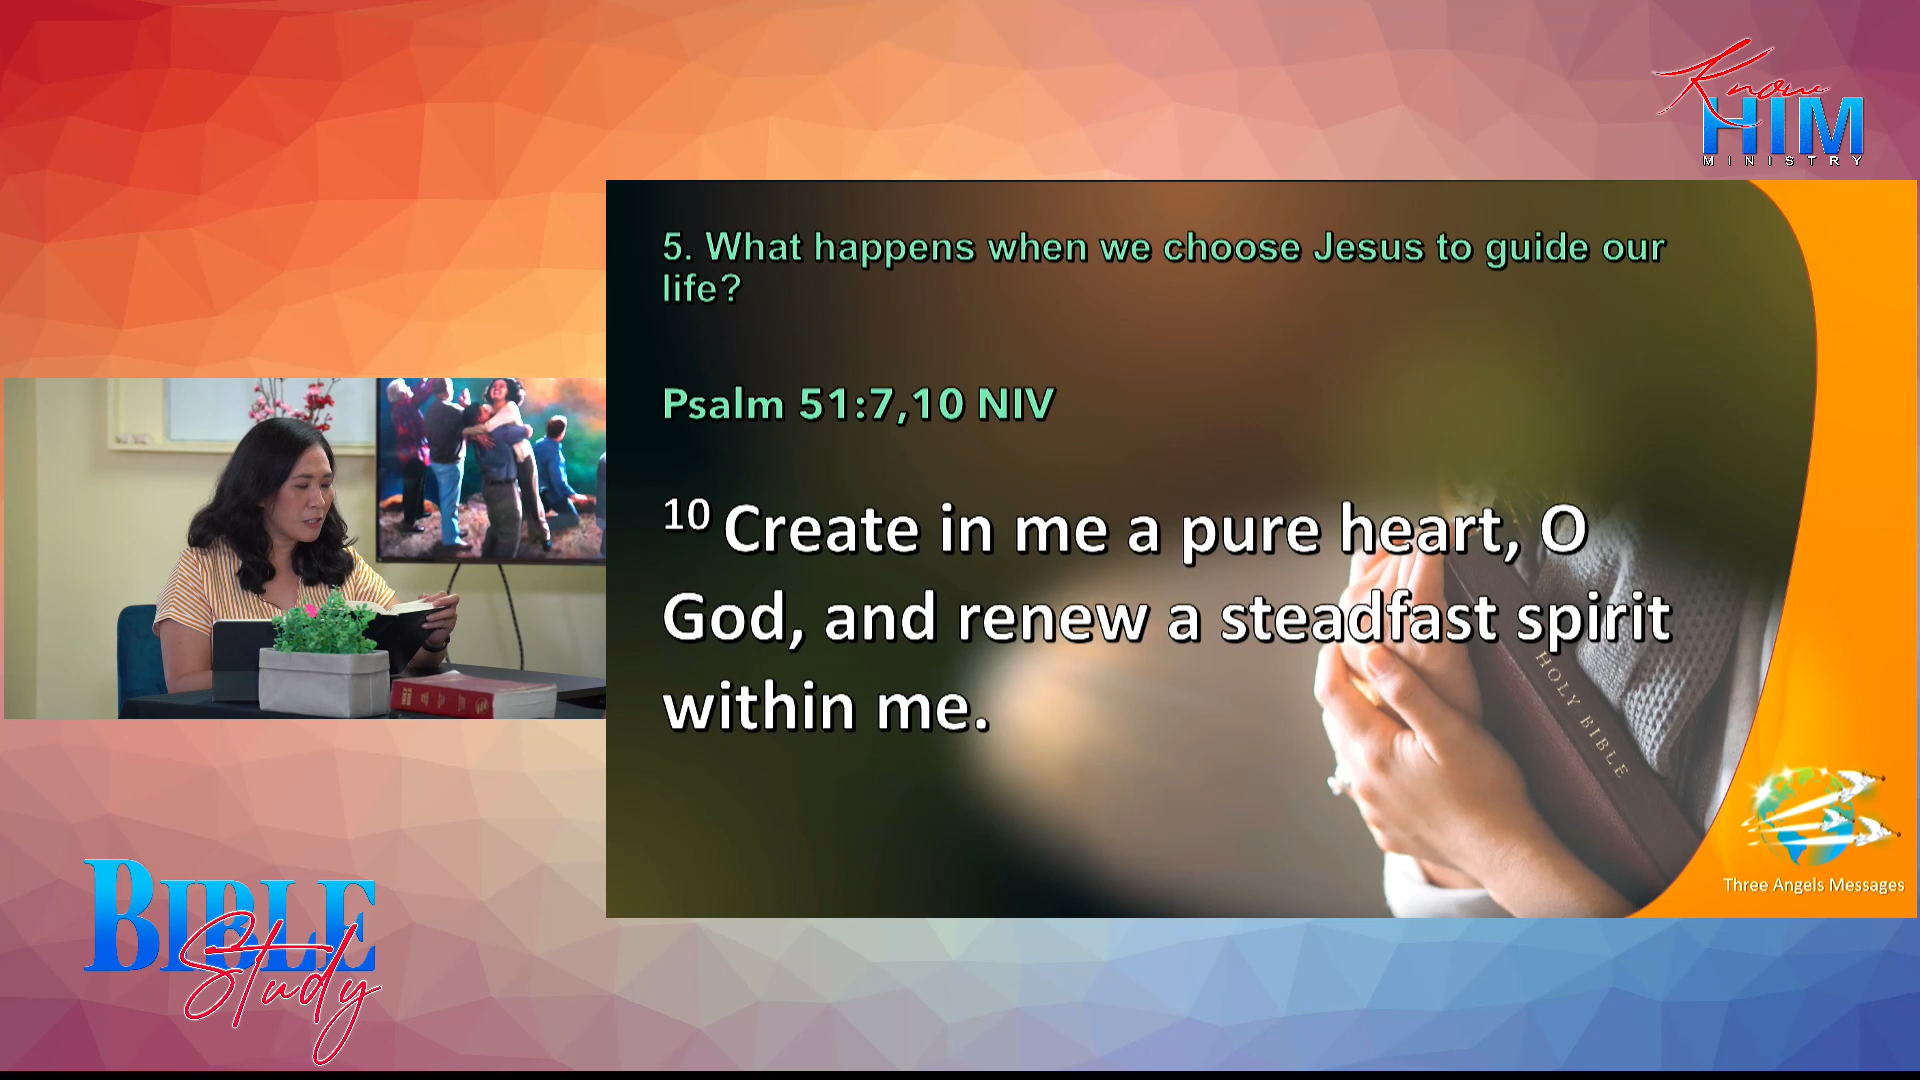 Know
HIM
MINISTRY
5. What happens when we choose Jesus to guide our
life?
Psalm 51:7,10 NIV
10 Create in me a pure heart, O
God, and renew a steadfast spirit
within me.
HOLY BIBLE
Three Angels Messages
BIBLE
Study